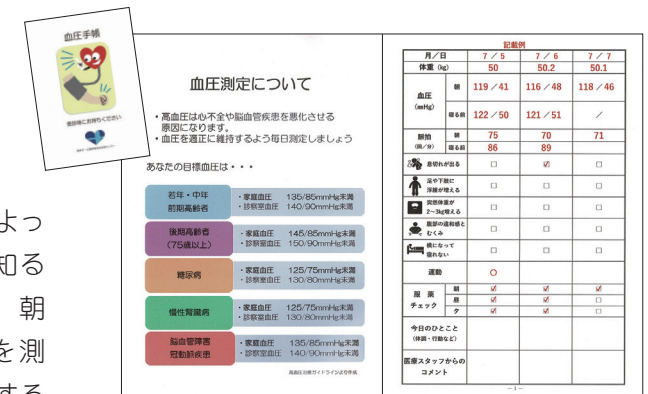 血圧手帳
受診時にお持ちください
血圧測定について
・高血圧は心不全や脳血管疾患を悪化させる
原因になります。
・血圧を適正に維持するよう毎日測定しましょう
あなたの目標血圧は・・・
若年・中年
前期高齢者
・家庭血圧 135/85mmHg未満
・診察室血圧 140/90mmHg未満
後期高齢者
(75歳以上)
・家庭血圧 145/85mmHg未満
・診察室血圧 150/90mmHg未満
糖尿病
・家庭血圧 125/75mmHg未満
・診察室血圧 130/80mmHg未満
慢性腎臓病
・家庭血圧 125/75mmHg未満
・診察室血圧 130/80mmHg未満
脳血管障害
冠動脈疾患
・家庭血圧 135/85mmHg未満
・診察室血圧 140/90mmHg未満
高血圧治療ガイドラインより作成
記載例
月/日 7/5 7/6 7/7
体重 (kg) 50 50.2 50.1
血圧 (mmHg) 朝 119/41 116/48 118/46
寝る前 122/50 121/51 /
脈拍 (回/分) 朝 75 70 71
寝る前 86 89
息切れが出る □ ☑ □
足や下肢に
浮腫が増える □ □ □
突然体重が
2～3kg増える □ □ □
腹部の違和感と
むくみ □ □ □
横になって
寝れない □ □ □
運動 ○
服薬チェック 朝 ☑ ☑ ☑
昼 ☑ ☑ □
夕 ☑ ☑ □
今日のひとこと
(体調・行動など)
医療スタッフからの
コメント
-1-
よっ
知る
朝
を測
する